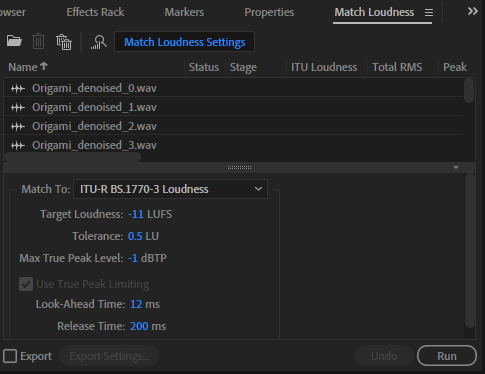 owser Effects Rack Markers Properties Match Loudness
Match Loudness Settings
Name Status Stage ITU Loudness Total RMS Peak
Origami_denoised_0.wav
Origami_denoised_1.wav
Origami_denoised_2.wav
Origami_denoised_3.wav
Match To: ITU-R BS.1770-3 Loudness
Target Loudness: -11 LUFS
Tolerance: 0.5 LU
Max True Peak Level: -1 dBTP
Use True Peak Limiting
Look-Ahead Time: 12 ms
Release Time: 200 ms
Export Export Settings... Undo Run